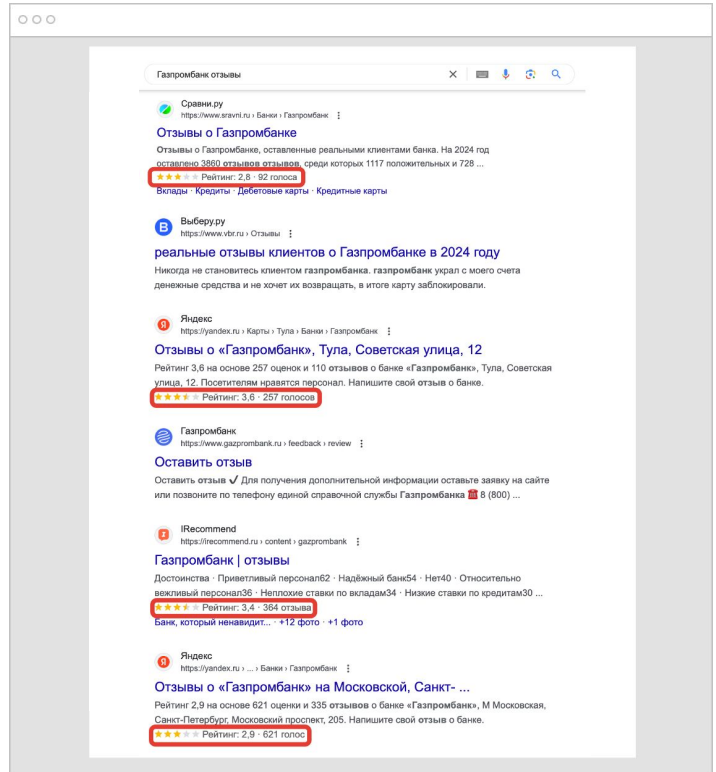 Газпромбанк отзывы
Сравни.ру
https://www.sravni.ru › Банки › Газпромбанк
Отзывы о Газпромбанке
Отзывы о Газпромбанке, оставленные реальными клиентами банка. На 2024 год
оставлено 3860 отзывов отзывов, среди которых 1117 положительных и 728 ...
Рейтинг: 2,8 · 92 голоса
Вклады · Кредиты · Дебетовые карты · Кредитные карты
В
Выберу.ру
https://www.vbr.ru › Отзывы
реальные отзывы клиентов о Газпромбанке в 2024 году
Никогда не становитесь клиентом газпромбанка. газпромбанк украл с моего счета
денежные средства и не хочет их возвращать, в итоге карту заблокировали.
Я
Яндекс
https://yandex.ru › Карты › Тула › Банки › Газпромбанк
Отзывы о «Газпромбанк», Тула, Советская улица, 12
Рейтинг 3,6 на основе 257 оценок и 110 отзывов о банке «Газпромбанк», Тула, Советская
улица, 12. Посетителям нравятся персонал. Напишите свой отзыв о банке.
Рейтинг: 3,6 · 257 голосов
Газпромбанк
https://www.gazprombank.ru › feedback › review
Оставить отзыв
Оставить отзыв ✓ Для получения дополнительной информации оставьте заявку на сайте
или позвоните по телефону единой справочной службы Газпромбанка ☎ 8 (800) ...
IRecommend
https://irecommend.ru › content › gazprombank
Газпромбанк | отзывы
Достоинства · Приветливый персонал62 · Надёжный банк54 · Нет40 · Относительно
вежливый персонал36 · Неплохие ставки по вкладам34 · Низкие ставки по кредитам30 ...
Рейтинг: 3,4 · 364 отзыва
Банк, который ненавидит... · +12 фото · +1 фото
Я
Яндекс
https://yandex.ru › ... › Банки › Газпромбанк
Отзывы о «Газпромбанк» на Московской, Санкт- ...
Рейтинг 2,9 на основе 621 оценки и 335 отзывов о банке «Газпромбанк», М Московская,
Санкт-Петербург, Московский проспект, 205. Напишите свой отзыв о банке.
Рейтинг: 2,9 · 621 голос